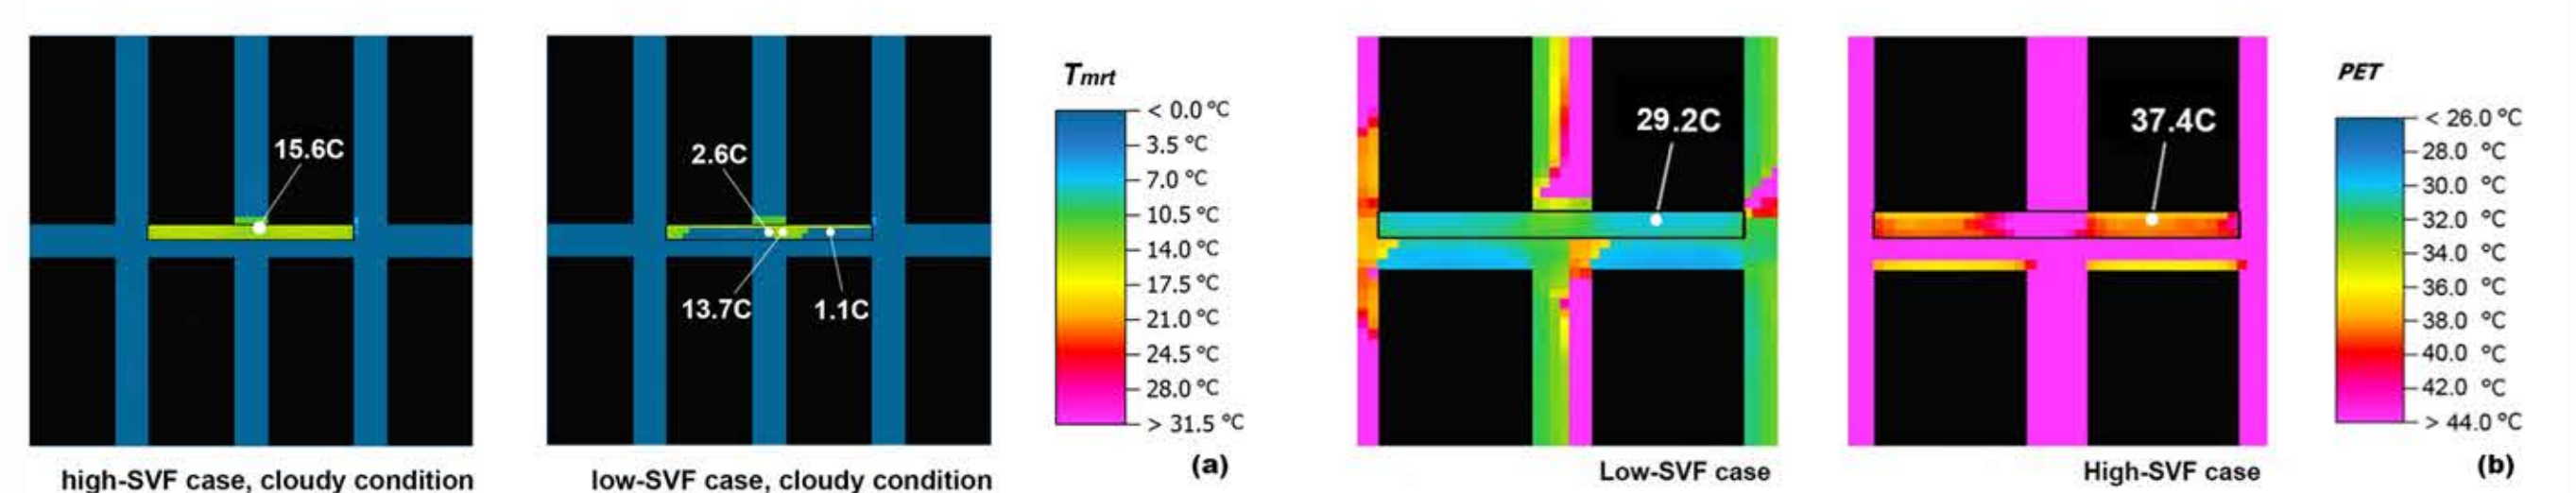 15.6C
high-SVF case, cloudy condition
2.6C
13.7C
1.1C
low-SVF case, cloudy condition
Tmrt
< 0.0 °C
3.5 °C
7.0 °C
10.5 °C
14.0 °C
17.5 °C
21.0 °C
24.5 °C
28.0 °C
> 31.5 °C
(a)
29.2C
Low-SVF case
37.4C
High-SVF case
PET
< 26.0 °C
28.0 °C
30.0 °C
32.0 °C
34.0 °C
36.0 °C
38.0 °C
40.0 °C
42.0 °C
> 44.0 °C
(b)